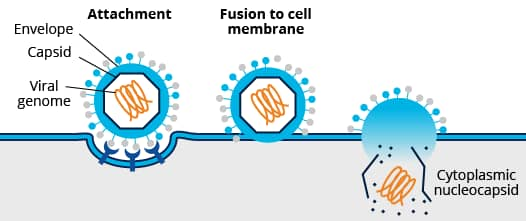 Attachment
Envelope
Capsid
Viral
genome
Fusion to cell
membrane
Cytoplasmic
nucleocapsid